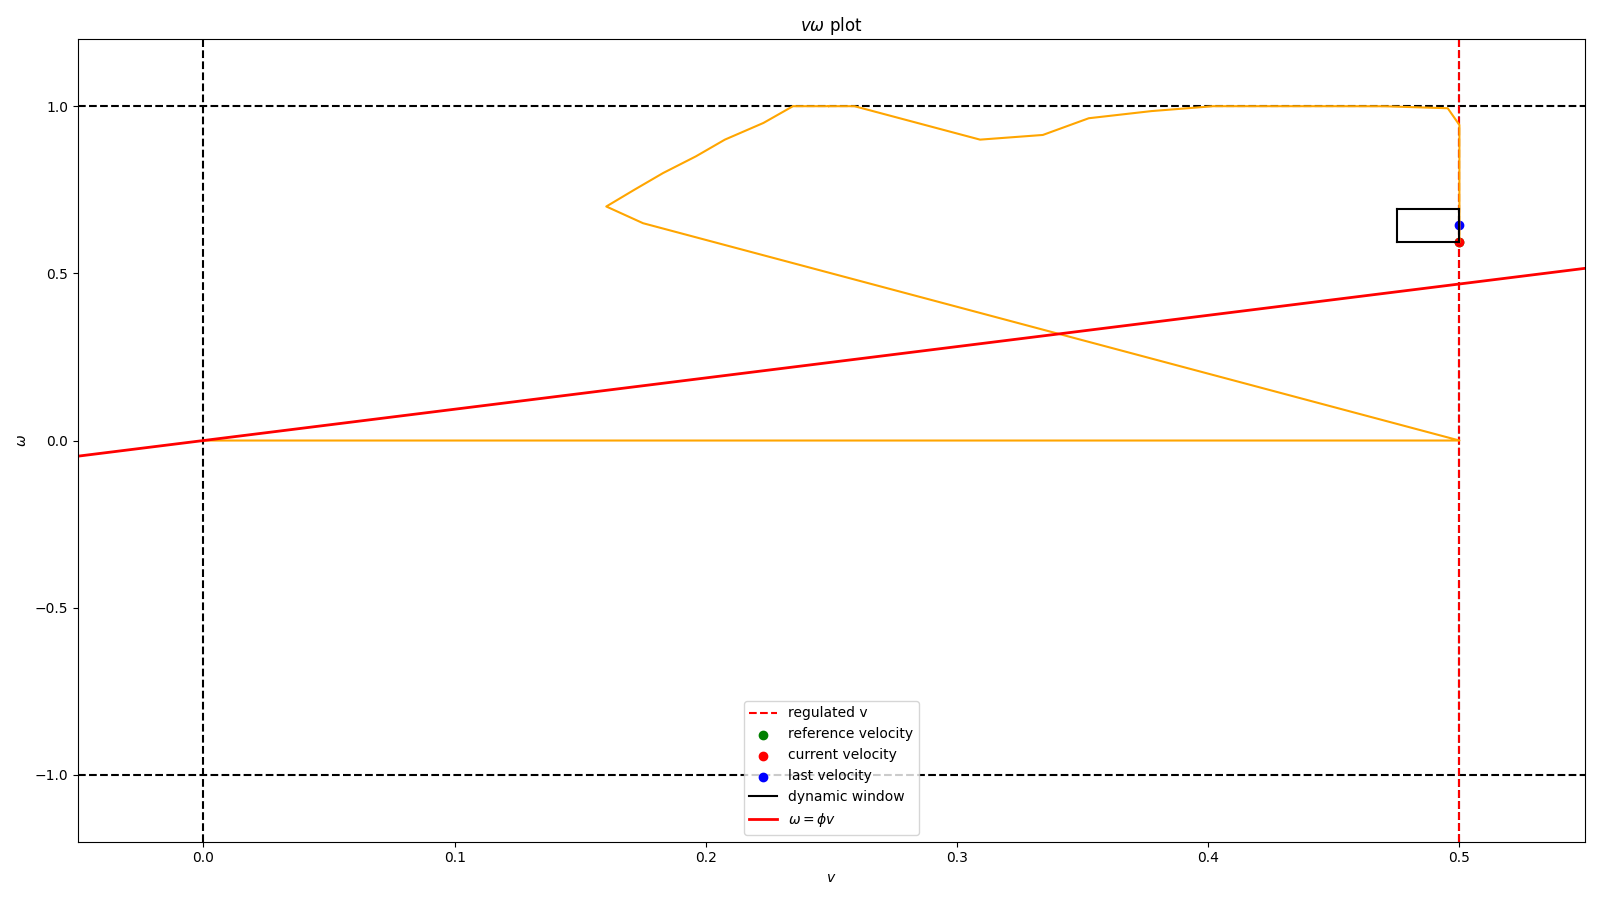 vω plot
1.0
0.5
0.0
−0.5
−1.0
ω
0.0 0.1 0.2 0.3 0.4 0.5
v
regulated v
reference velocity
current velocity
last velocity
dynamic window
ω = ϕv